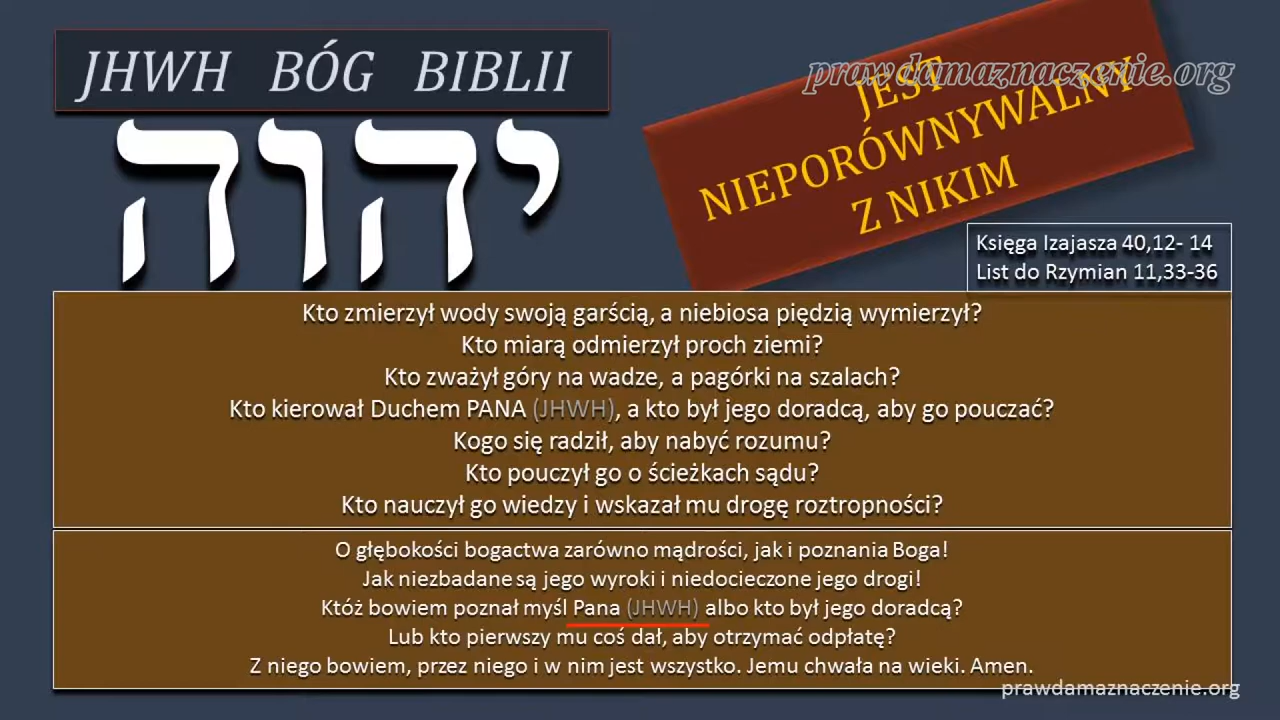 JHWH BÓG BIBLII
יהוה
prawdamaznaczenie.org
JEST
NIEPORÓWNYWALNY
Z NIKIM
Księga Izajasza 40,12- 14
List do Rzymian 11,33-36
Kto zmierzył wody swoją garścią, a niebiosa piędzią wymierzył?
Kto miarą odmierzył proch ziemi?
Kto zważył góry na wadze, a pagórki na szalach?
Kto kierował Duchem PANA (JHWH), a kto był jego doradcą, aby go pouczać?
Kogo się radził, aby nabyć rozumu?
Kto pouczył go o ścieżkach sądu?
Kto nauczył go wiedzy i wskazał mu drogę roztropności?
O głębokości bogactwa zarówno mądrości, jak i poznania Boga!
Jak niezbadane są jego wyroki i niedocieczone jego drogi!
Któż bowiem poznał myśl Pana (JHWH) albo kto był jego doradcą?
Lub kto pierwszy mu coś dał, aby otrzymać odpłatę?
Z niego bowiem, przez niego i w nim jest wszystko. Jemu chwała na wieki. Amen.
prawdamaznaczenie.org